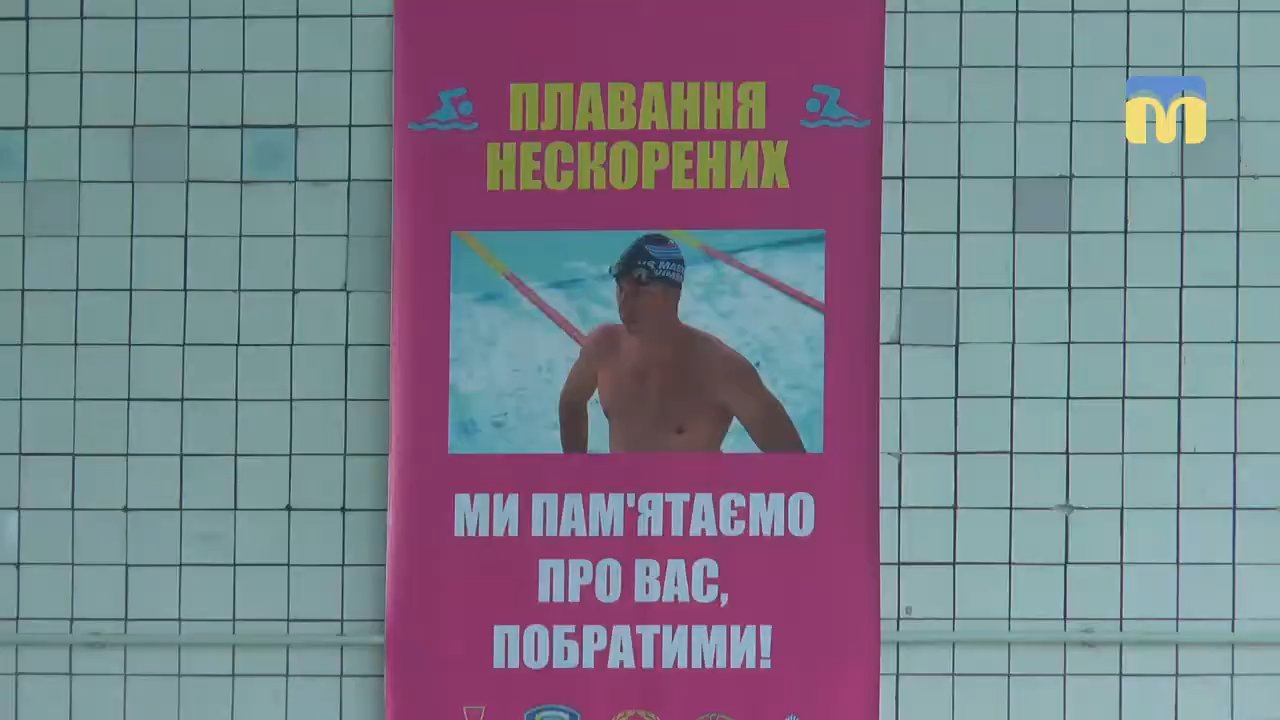 ПЛАВАННЯ
НЕСКОРЕНИХ
МИ ПАМ'ЯТАЄМО
ПРО ВАС,
ПОБРАТИМИ!